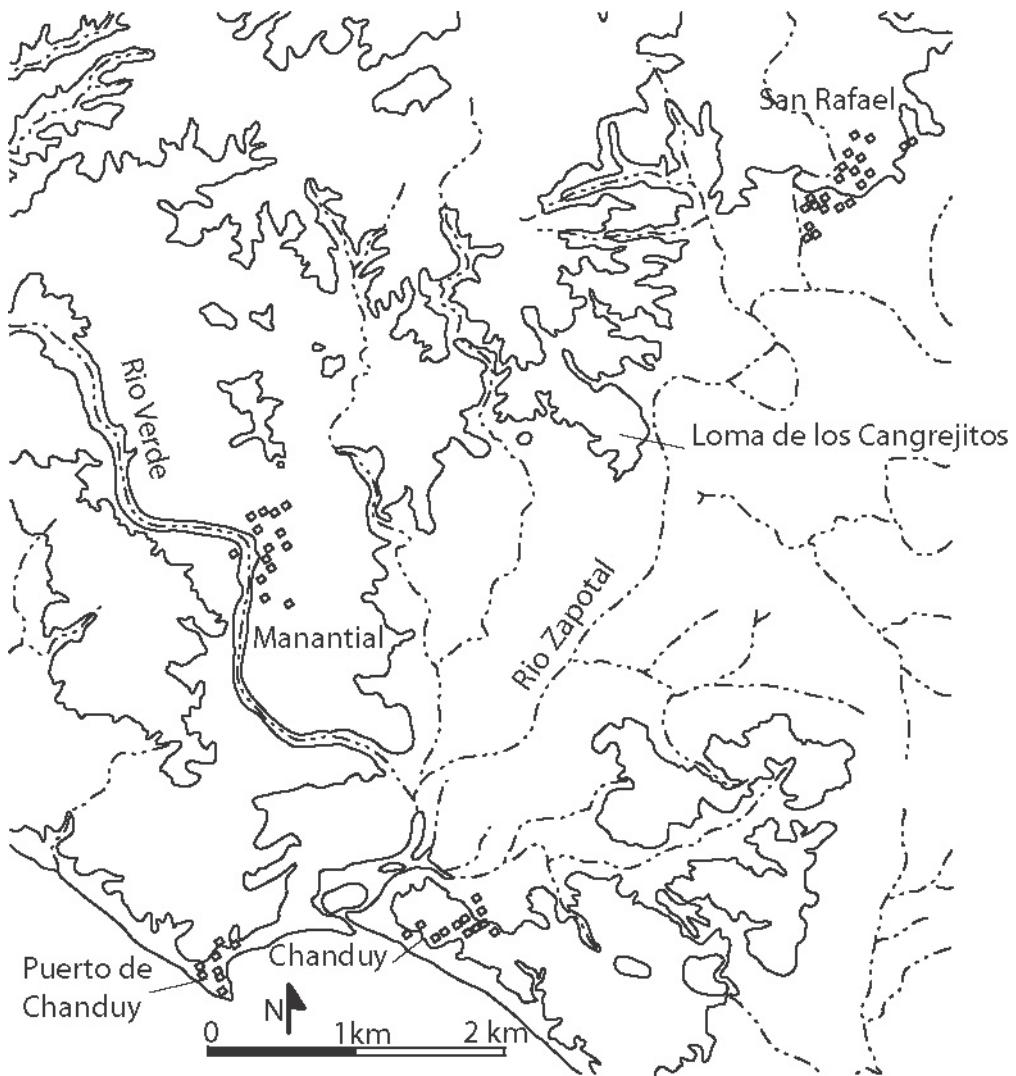 San Rafael
Rio Verde
Loma de los Cangrejitos
Rio Zapotal
Manantial
Chanduy
Puerto de
Chanduy
N
0 1km 2 km